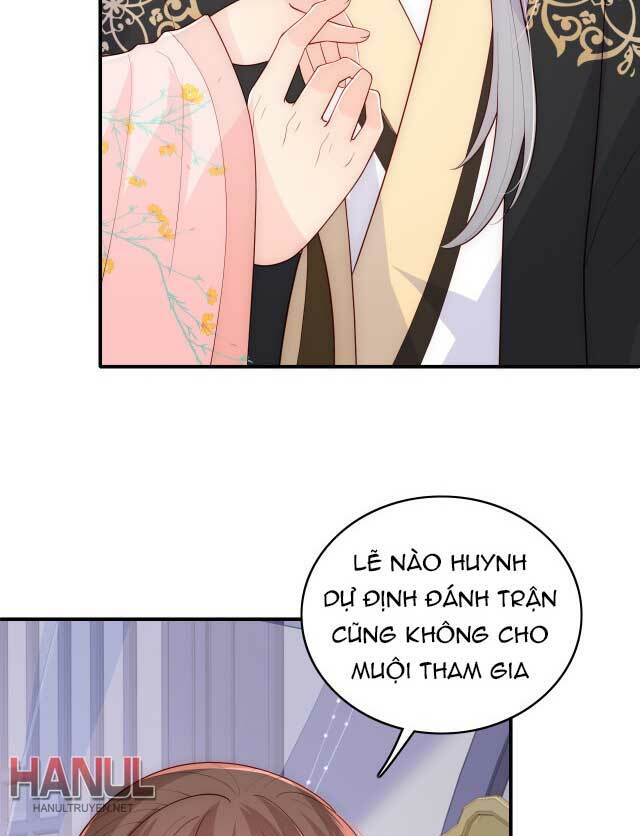 LẼ NÀO HUYNH
DỰ ĐỊNH ĐÁNH TRẬN
CŨNG KHÔNG CHO
MUỘI THAM GIA
HANUL
HANULTRUYEN.NET